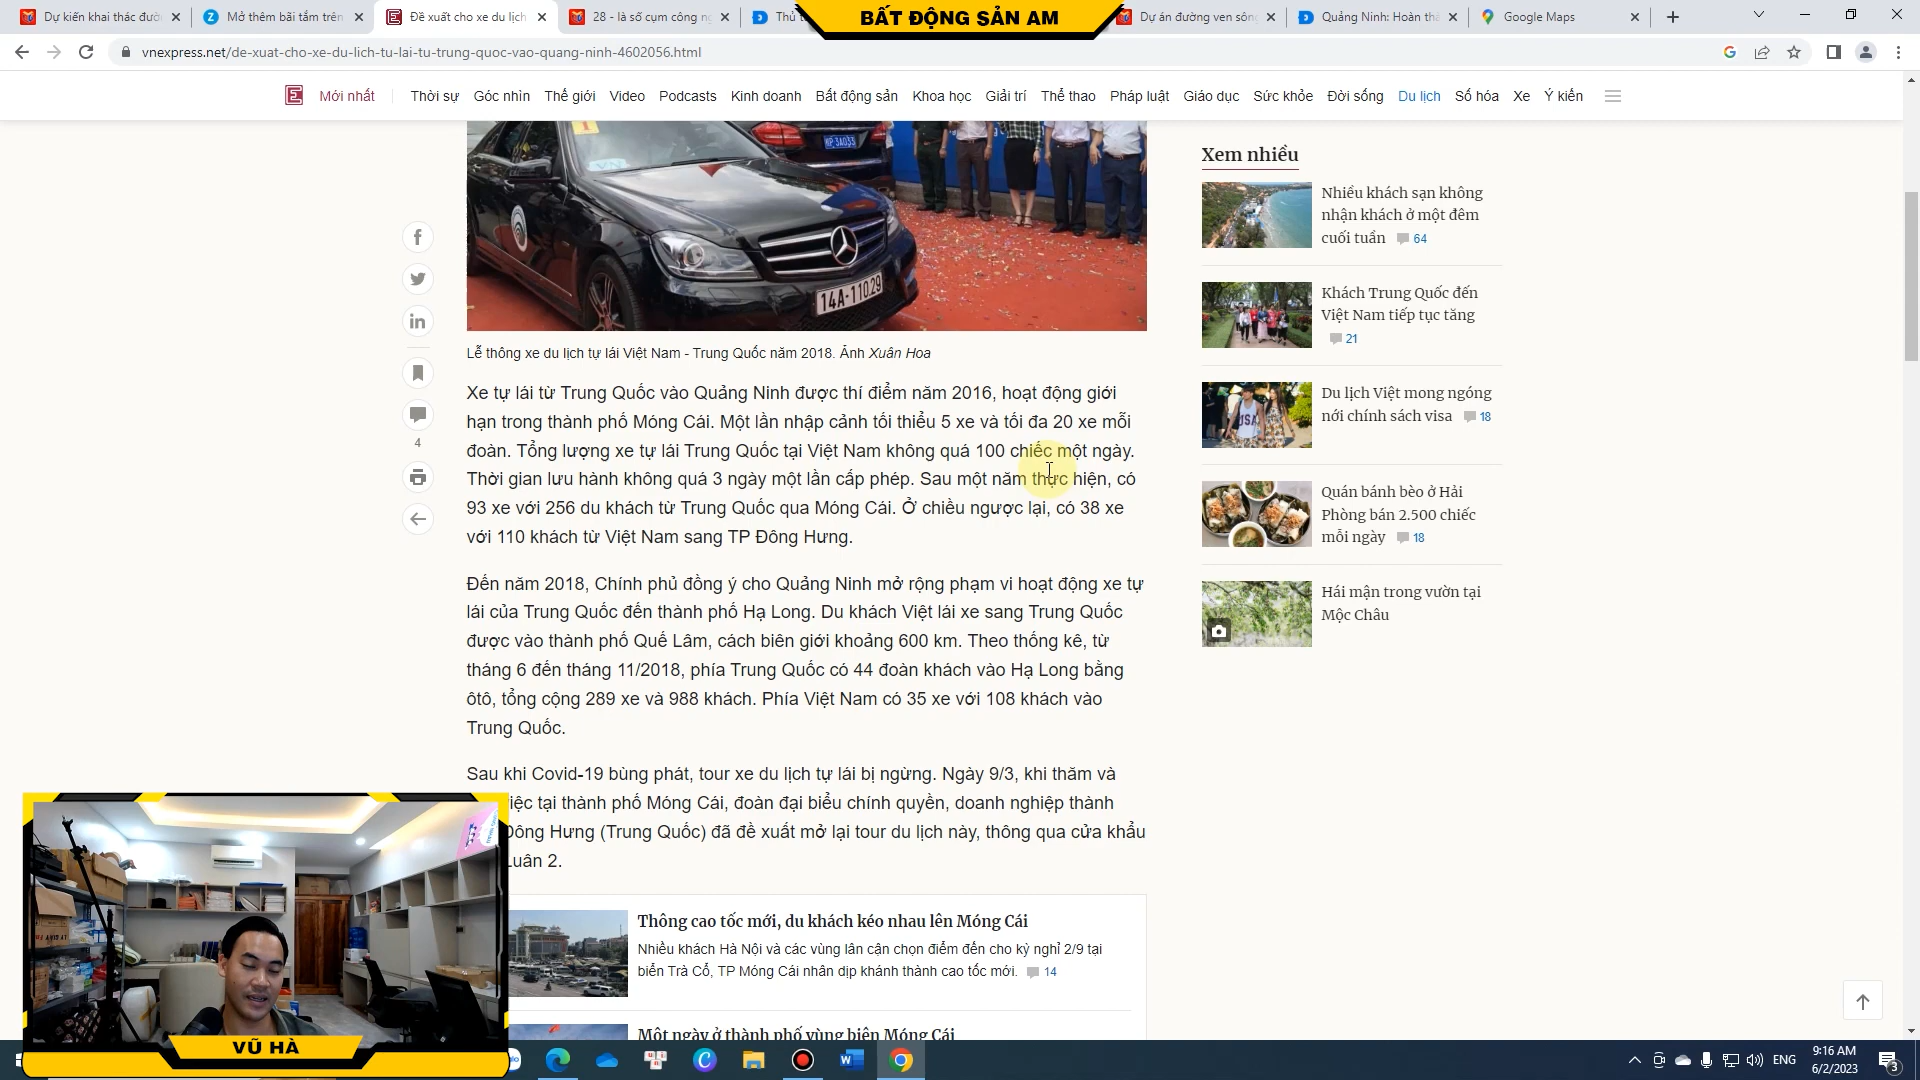 Dự kiến khai thác đườ
Mở thêm bãi tắm trên
Đề xuất cho xe du lịch
28 - là số cụm công n
Thủ t
BẤT ĐỘNG SẢN AM
Dự án đường ven sông
Quảng Ninh: Hoàn th
Google Maps
vnexpress.net/de-xuat-cho-xe-du-lich-tu-lai-tu-trung-quoc-vao-quang-ninh-4602056.html
Mới nhất
Thời sự Góc nhìn Thế giới Video Podcasts Kinh doanh Bất động sản Khoa học Giải trí Thể thao Pháp luật Giáo dục Sức khỏe Đời sống Du lịch Số hóa Xe Ý kiến
14A-110.29
Lễ thông xe du lịch tự lái Việt Nam - Trung Quốc năm 2018. Ảnh Xuân Hoa
Xe tự lái từ Trung Quốc vào Quảng Ninh được thí điểm năm 2016, hoạt động giới
hạn trong thành phố Móng Cái. Một lần nhập cảnh tối thiểu 5 xe và tối đa 20 xe mỗi
đoàn. Tổng lượng xe tự lái Trung Quốc tại Việt Nam không quá 100 chiếc một ngày.
Thời gian lưu hành không quá 3 ngày một lần cấp phép. Sau một năm thực hiện, có
93 xe với 256 du khách từ Trung Quốc qua Móng Cái. Ở chiều ngược lại, có 38 xe
với 110 khách từ Việt Nam sang TP Đông Hưng.
Đến năm 2018, Chính phủ đồng ý cho Quảng Ninh mở rộng phạm vi hoạt động xe tự
lái của Trung Quốc đến thành phố Hạ Long. Du khách Việt lái xe sang Trung Quốc
được vào thành phố Quế Lâm, cách biên giới khoảng 600 km. Theo thống kê, từ
tháng 6 đến tháng 11/2018, phía Trung Quốc có 44 đoàn khách vào Hạ Long bằng
ôtô, tổng cộng 289 xe và 988 khách. Phía Việt Nam có 35 xe với 108 khách vào
Trung Quốc.
Sau khi Covid-19 bùng phát, tour xe du lịch tự lái bị ngừng. Ngày 9/3, khi thăm và
iệc tại thành phố Móng Cái, đoàn đại biểu chính quyền, doanh nghiệp thành
Đông Hưng (Trung Quốc) đã đề xuất mở lại tour du lịch này, thông qua cửa khẩu
Luân 2.
Thông cao tốc mới, du khách kéo nhau lên Móng Cái
Nhiều khách Hà Nội và các vùng lân cận chọn điểm đến cho kỳ nghỉ 2/9 tại
biển Trà Cổ, TP Móng Cái nhân dịp khánh thành cao tốc mới. 14
Một ngày ở thành phố vùng biên Móng Cái
4
Xem nhiều
Nhiều khách sạn không
nhận khách ở một đêm
cuối tuần 64
Khách Trung Quốc đến
Việt Nam tiếp tục tăng
21
Du lịch Việt mong ngóng
nới chính sách visa 18
Quán bánh bèo ở Hải
Phòng bán 2.500 chiếc
mỗi ngày 18
Hái mận trong vườn tại
Mộc Châu
VŨ HÀ
ENG
9:16 AM
6/2/2023
3